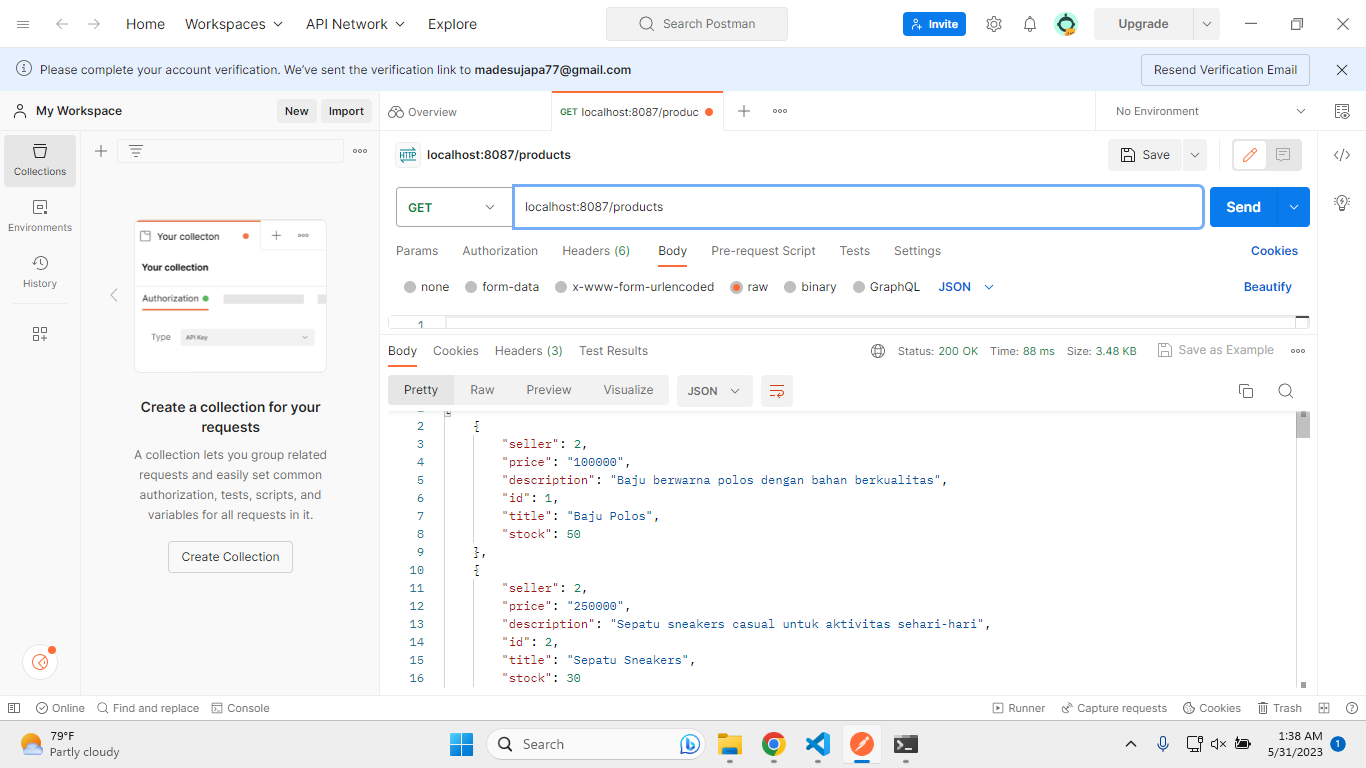 Home Workspaces API Network Explore Search Postman Invite Upgrade
Please complete your account verification. We've sent the verification link to madesujapa77@gmail.com Resend Verification Email
My Workspace New Import Overview GET localhost:8087/produc No Environment
Collections
Environments
History
Your collecton
Your collection
Authorization
Type API Key
Create a collection for your
requests
A collection lets you group related
requests and easily set common
authorization, tests, scripts, and
variables for all requests in it.
Create Collection
HTTP localhost:8087/products Save
GET localhost:8087/products Send
Params Authorization Headers (6) Body Pre-request Script Tests Settings Cookies
none form-data x-www-form-urlencoded raw binary GraphQL JSON Beautify
1
Body Cookies Headers (3) Test Results Status: 200 OK Time: 88 ms Size: 3.48 KB Save as Example
Pretty Raw Preview Visualize JSON
2 {
3 "seller": 2,
4 "price": "100000",
5 "description": "Baju berwarna polos dengan bahan berkualitas",
6 "id": 1,
7 "title": "Baju Polos",
8 "stock": 50
9 },
10 {
11 "seller": 2,
12 "price": "250000",
13 "description": "Sepatu sneakers casual untuk aktivitas sehari-hari",
14 "id": 2,
15 "title": "Sepatu Sneakers",
16 "stock": 30
Online Find and replace Console Runner Capture requests Cookies Trash
79°F
Partly cloudy
Search
1:38 AM
5/31/2023
1